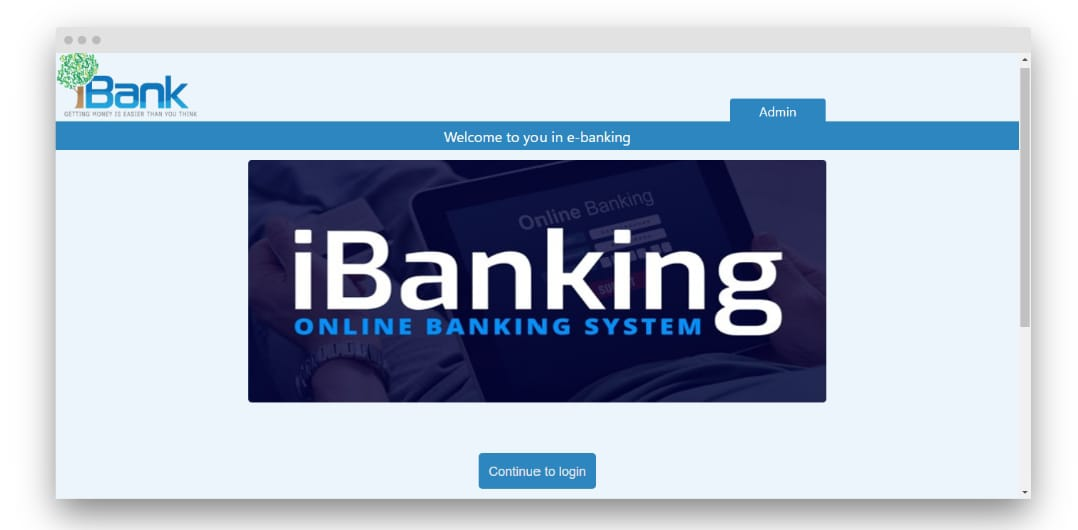 iBank
GETTING MONEY IS EASIER THAN YOU THINK
Admin
Welcome to you in e-banking
Online Banking
iBanking
ONLINE BANKING SYSTEM
Continue to login